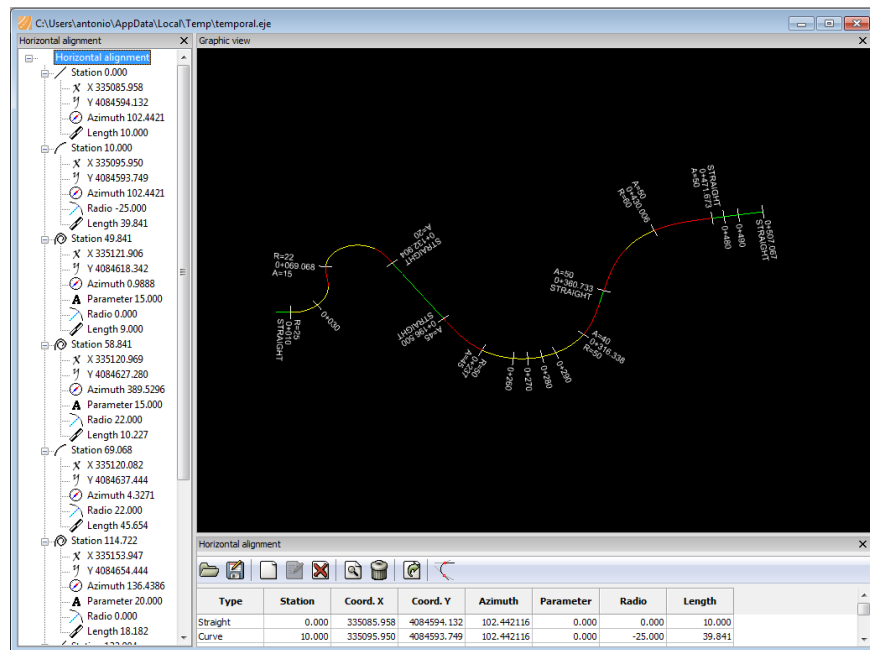 C:\Users\antonio\AppData\Local\Temp\temporal.eje
Horizontal alignment
Horizontal alignment
Station 0.000
X 335085.958
Y 4084594.132
Azimuth 102.4421
Length 10.000
Station 10.000
X 335095.950
Y 4084593.749
Azimuth 102.4421
Radio -25.000
Length 39.841
Station 49.841
X 335121.906
Y 4084618.342
Azimuth 0.9888
A Parameter 15.000
Radio 0.000
Length 9.000
Station 58.841
X 335120.969
Y 4084627.280
Azimuth 389.5296
A Parameter 15.000
Radio 22.000
Length 10.227
Station 69.068
X 335120.082
Y 4084637.444
Azimuth 4.3271
Radio 22.000
Length 45.654
Station 114.722
X 335153.947
Y 4084654.444
Azimuth 136.4386
A Parameter 20.000
Radio 0.000
Length 18.182
Graphic view
STRAIGHT
0+010
R=25
0+030
R=22
0+069.068
A=15
A=20
0+132.904
STRAIGHT
STRAIGHT
0+196.500
A=45
A=45
0+237
R=50
0+260
0+270
0+280
0+290
A=40
0+316.338
R=50
A=50
0+360.733
STRAIGHT
A=50
0+430.006
R=60
STRAIGHT
0+471.673
A=50
0+480
0+490
0+507.067
STRAIGHT
Horizontal alignment
Type Station Coord. X Coord. Y Azimuth Parameter Radio Length
Straight 0.000 335085.958 4084594.132 102.442116 0.000 0.000 10.000
Curve 10.000 335095.950 4084593.749 102.442116 0.000 -25.000 39.841